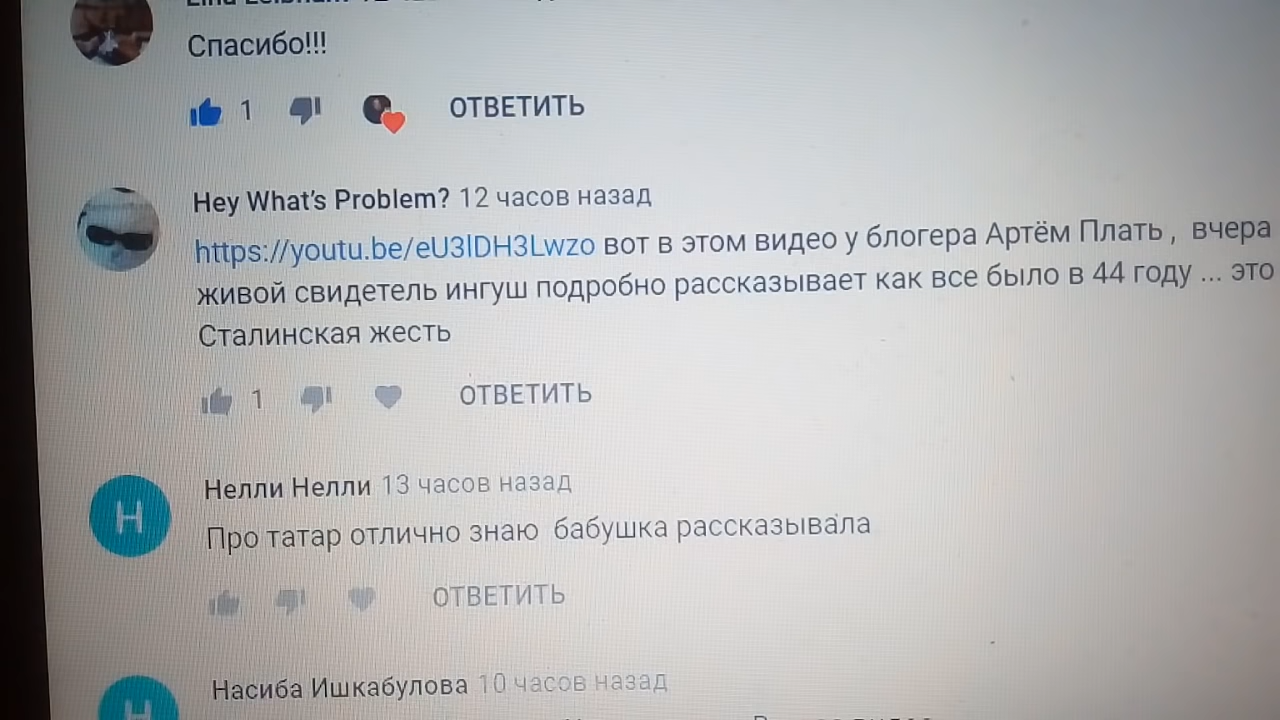 Спасибо!!!
1 ОТВЕТИТЬ
Hey What's Problem? 12 часов назад
https://youtu.be/eU3lDH3Lwzo вот в этом видео у блогера Артём Плать , вчера
живой свидетель ингуш подробно рассказывает как все было в 44 году ... это
Сталинская жесть
1 ОТВЕТИТЬ
Н
Нелли Нелли 13 часов назад
Про татар отлично знаю бабушка рассказывала
ОТВЕТИТЬ
Н
Насиба Ишкабулова 10 часов назад